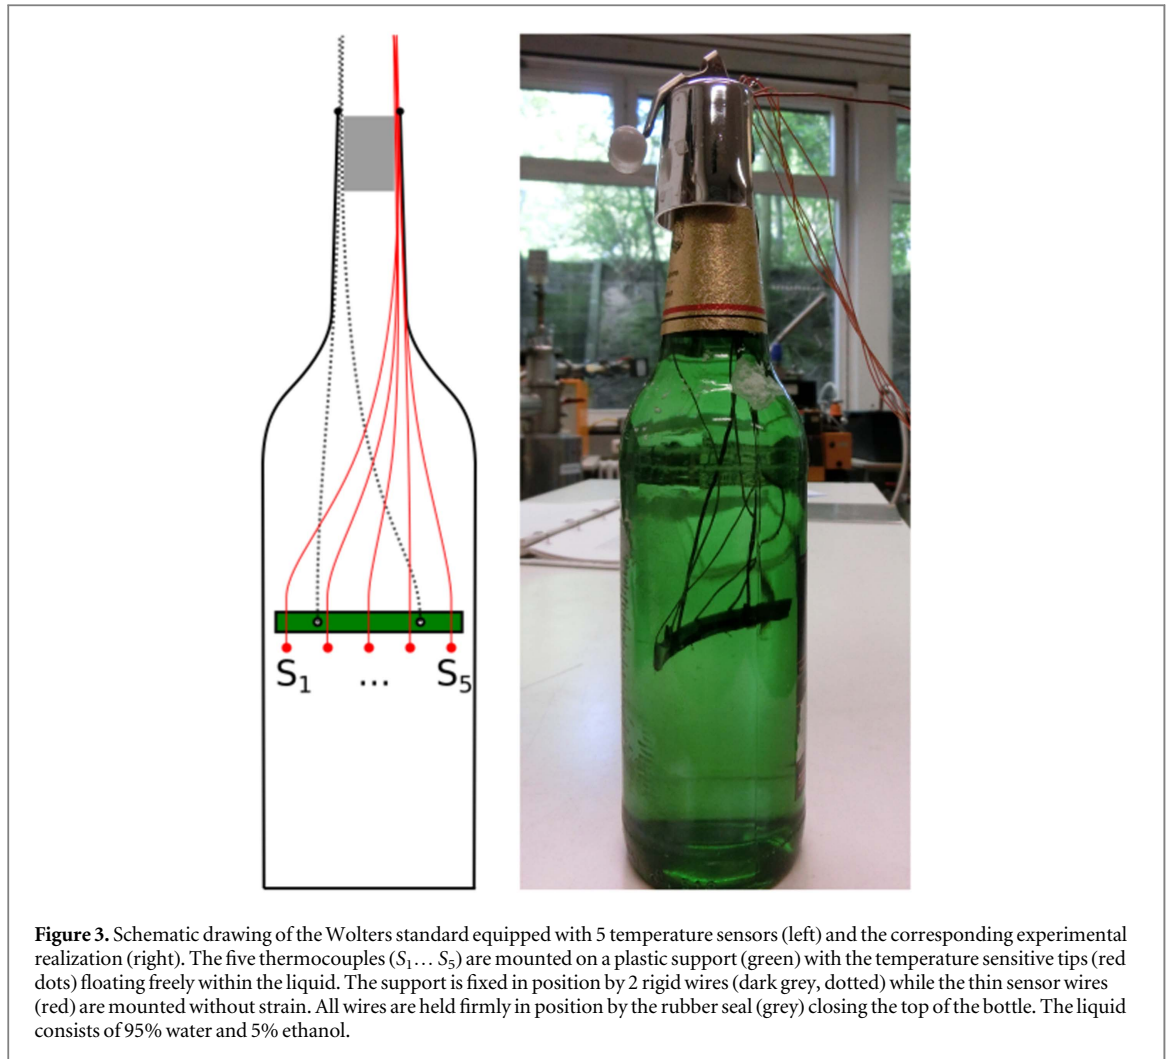 S₁ ... S₅
Figure 3. Schematic drawing of the Wolters standard equipped with 5 temperature sensors (left) and the corresponding experimental
realization (right). The five thermocouples (S₁... S₅) are mounted on a plastic support (green) with the temperature sensitive tips (red
dots) floating freely within the liquid. The support is fixed in position by 2 rigid wires (dark grey, dotted) while the thin sensor wires
(red) are mounted without strain. All wires are held firmly in position by the rubber seal (grey) closing the top of the bottle. The liquid
consists of 95% water and 5% ethanol.